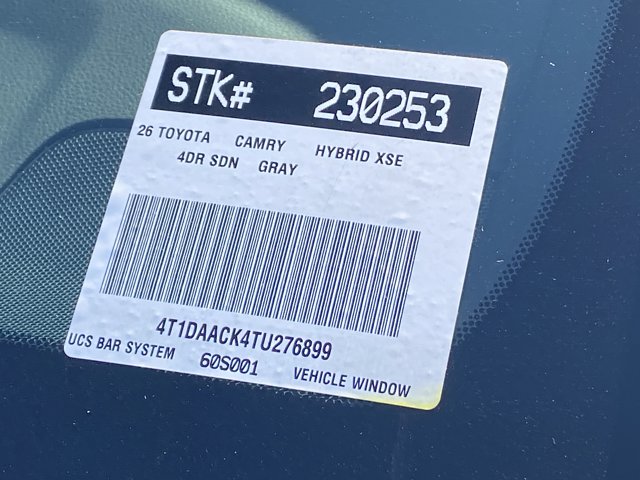 STK# 230253
26 TOYOTA CAMRY HYBRID XSE
4DR SDN GRAY
4T1DAACK4TU276899
UCS BAR SYSTEM 60S001 VEHICLE WINDOW